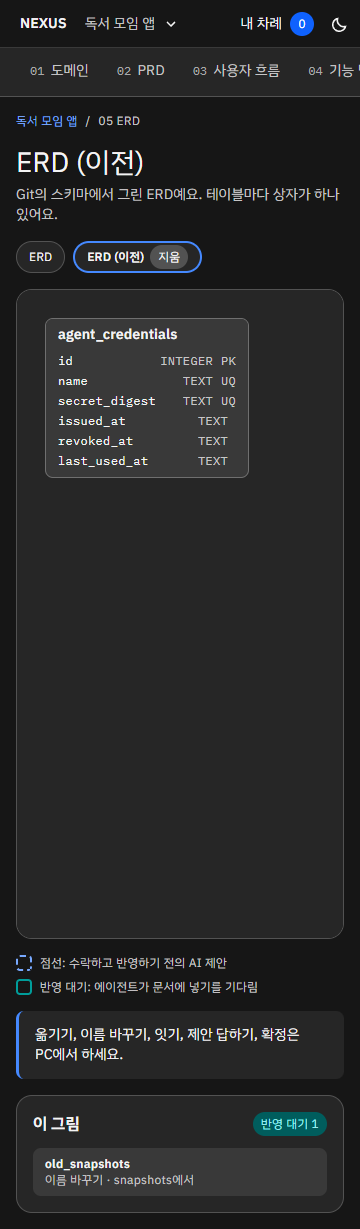 NEXUS 독서 모임 앱 내 차례 0
01 도메인 02 PRD 03 사용자 흐름 04 기능
독서 모임 앱 / 05 ERD
ERD (이전)
Git의 스키마에서 그린 ERD예요. 테이블마다 상자가 하나
있어요.
ERD ERD (이전) 지움
agent_credentials
id INTEGER PK
name TEXT UQ
secret_digest TEXT UQ
issued_at TEXT
revoked_at TEXT
last_used_at TEXT
점선: 수락하고 반영하기 전의 AI 제안
반영 대기: 에이전트가 문서에 넣기를 기다림
옮기기, 이름 바꾸기, 잇기, 제안 답하기, 확정은
PC에서 하세요.
이 그림 반영 대기 1
old_snapshots
이름 바꾸기 · snapshots에서